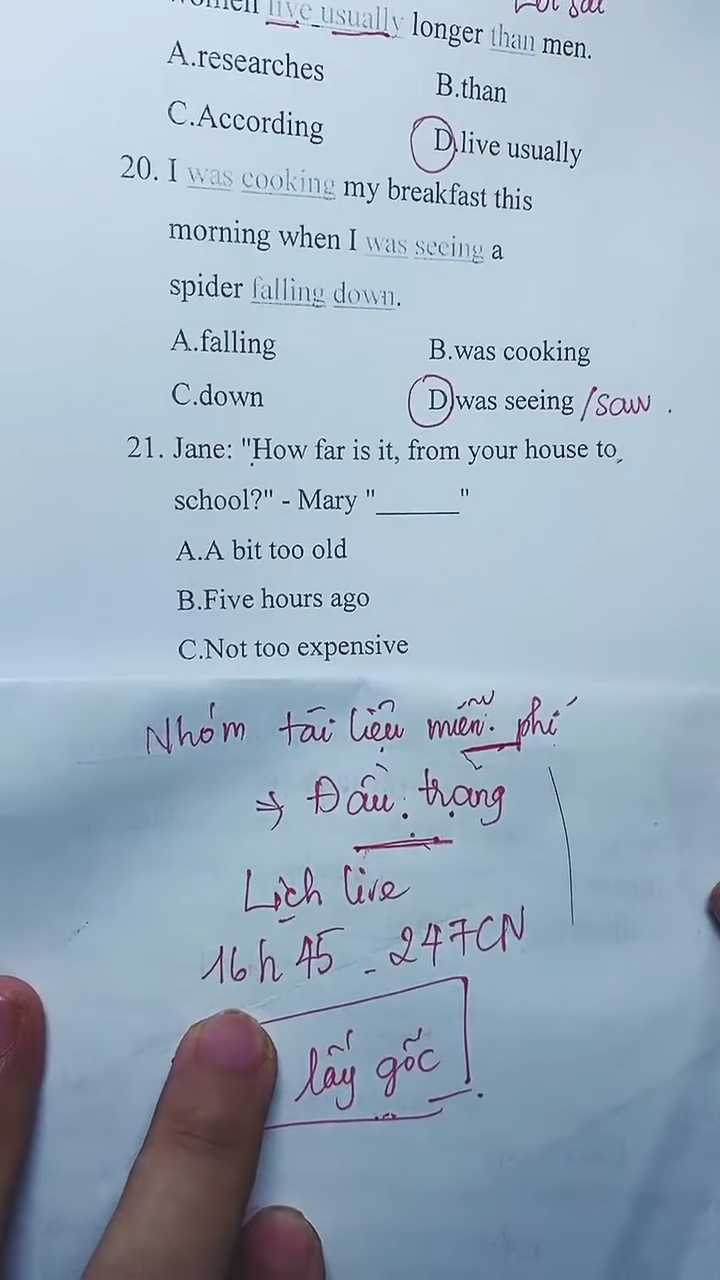 live usually longer than men.
A.researches B.than
C.According D.live usually
20. I was cooking my breakfast this
morning when I was seeing a
spider falling down.
A.falling B.was cooking
C.down D.was seeing /saw.
21. Jane: "How far is it, from your house to
school?" - Mary "______"
A.A bit too old
B.Five hours ago
C.Not too expensive
Nhóm tài liệu miễn phí
→ Đầu trang
Lịch live
16h45 - 247CN
lấy gốc